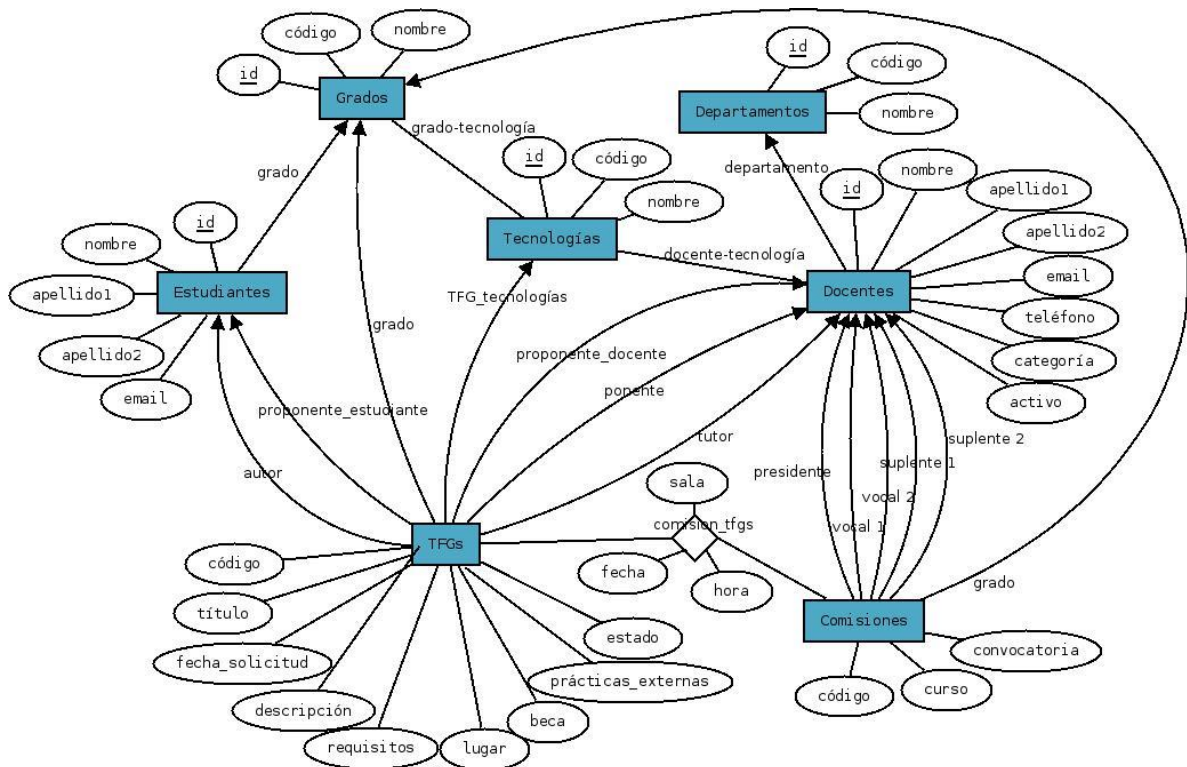 código
nombre
id
Grados
id
código
nombre
Departamentos
grado-tecnología
id
código
nombre
Tecnologías
departamento
id
nombre
apellido1
apellido2
email
teléfono
categoría
activo
Docentes
docente-tecnología
grado
id
nombre
apellido1
apellido2
email
Estudiantes
TFG_tecnologías
grado
proponente_docente
ponente
proponente_estudiante
tutor
autor
presidente
vocal 1
vocal 2
suplente 1
suplente 2
sala
comision_tfgs
fecha
hora
TFGs
código
título
fecha_solicitud
descripción
requisitos
lugar
beca
prácticas_externas
estado
grado
Comisiones
convocatoria
curso
código